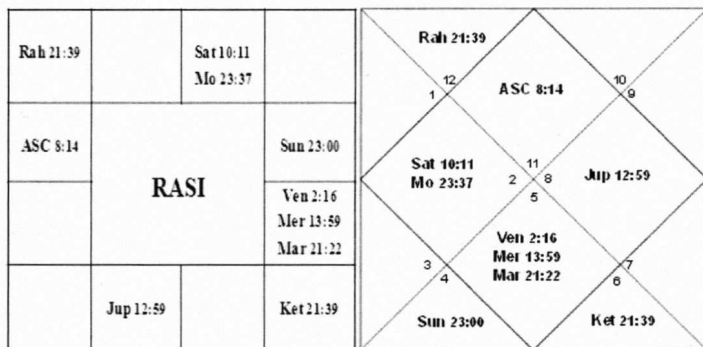 Rah 21:39
Sat 10:11
Mo 23:37
ASC 8:14
Sun 23:00
RASI
Ven 2:16
Mer 13:59
Mar 21:22
Jup 12:59
Ket 21:39
Rah 21:39
12
1
ASC 8:14
10
9
Sat 10:11
Mo 23:37
11
2 8
5
Jup 12:59
Ven 2:16
Mer 13:59
Mar 21:22
3
4
7
6
Sun 23:00
Ket 21:39